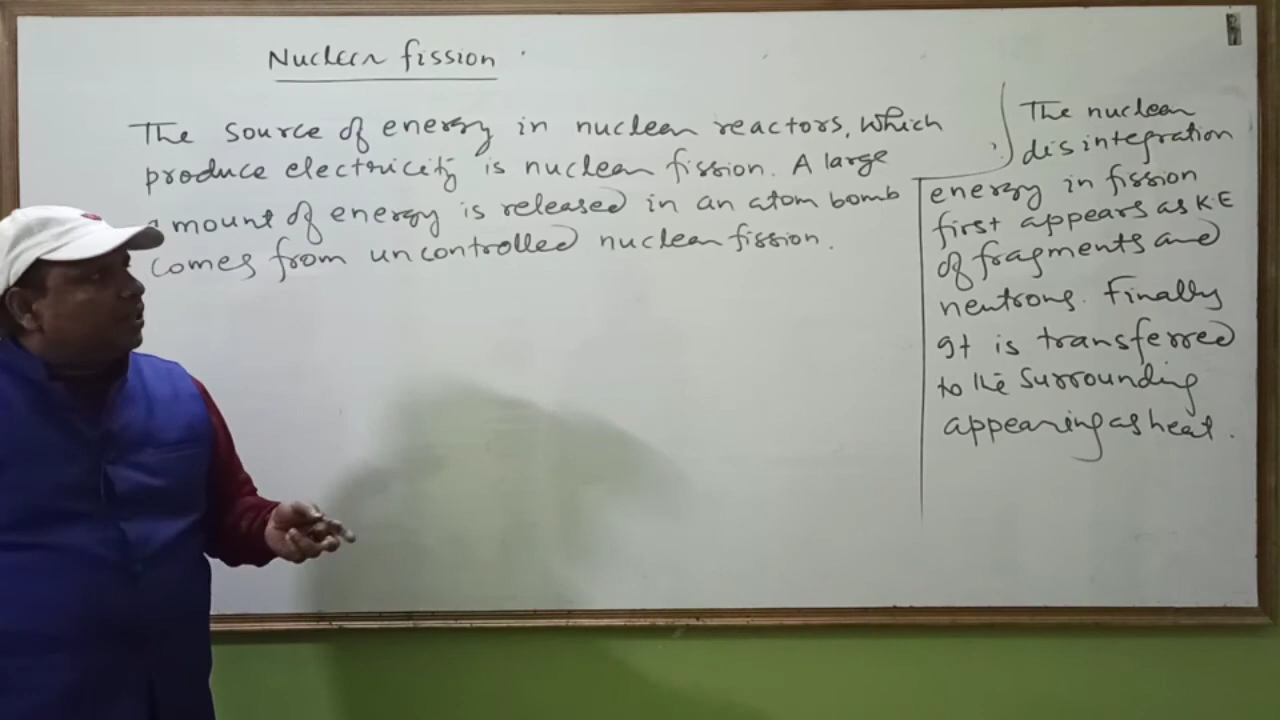 Nuclear fission
The source of energy in nuclear reactors, which
produce electricity is nuclear fission. A large
amount of energy is released in an atom bomb
comes from uncontrolled nuclear fission.
The nuclear
disintegration
energy in fission
first appears as K.E
of fragments and
neutrons. Finally
It is transferred
to the surrounding
appearing as heat.